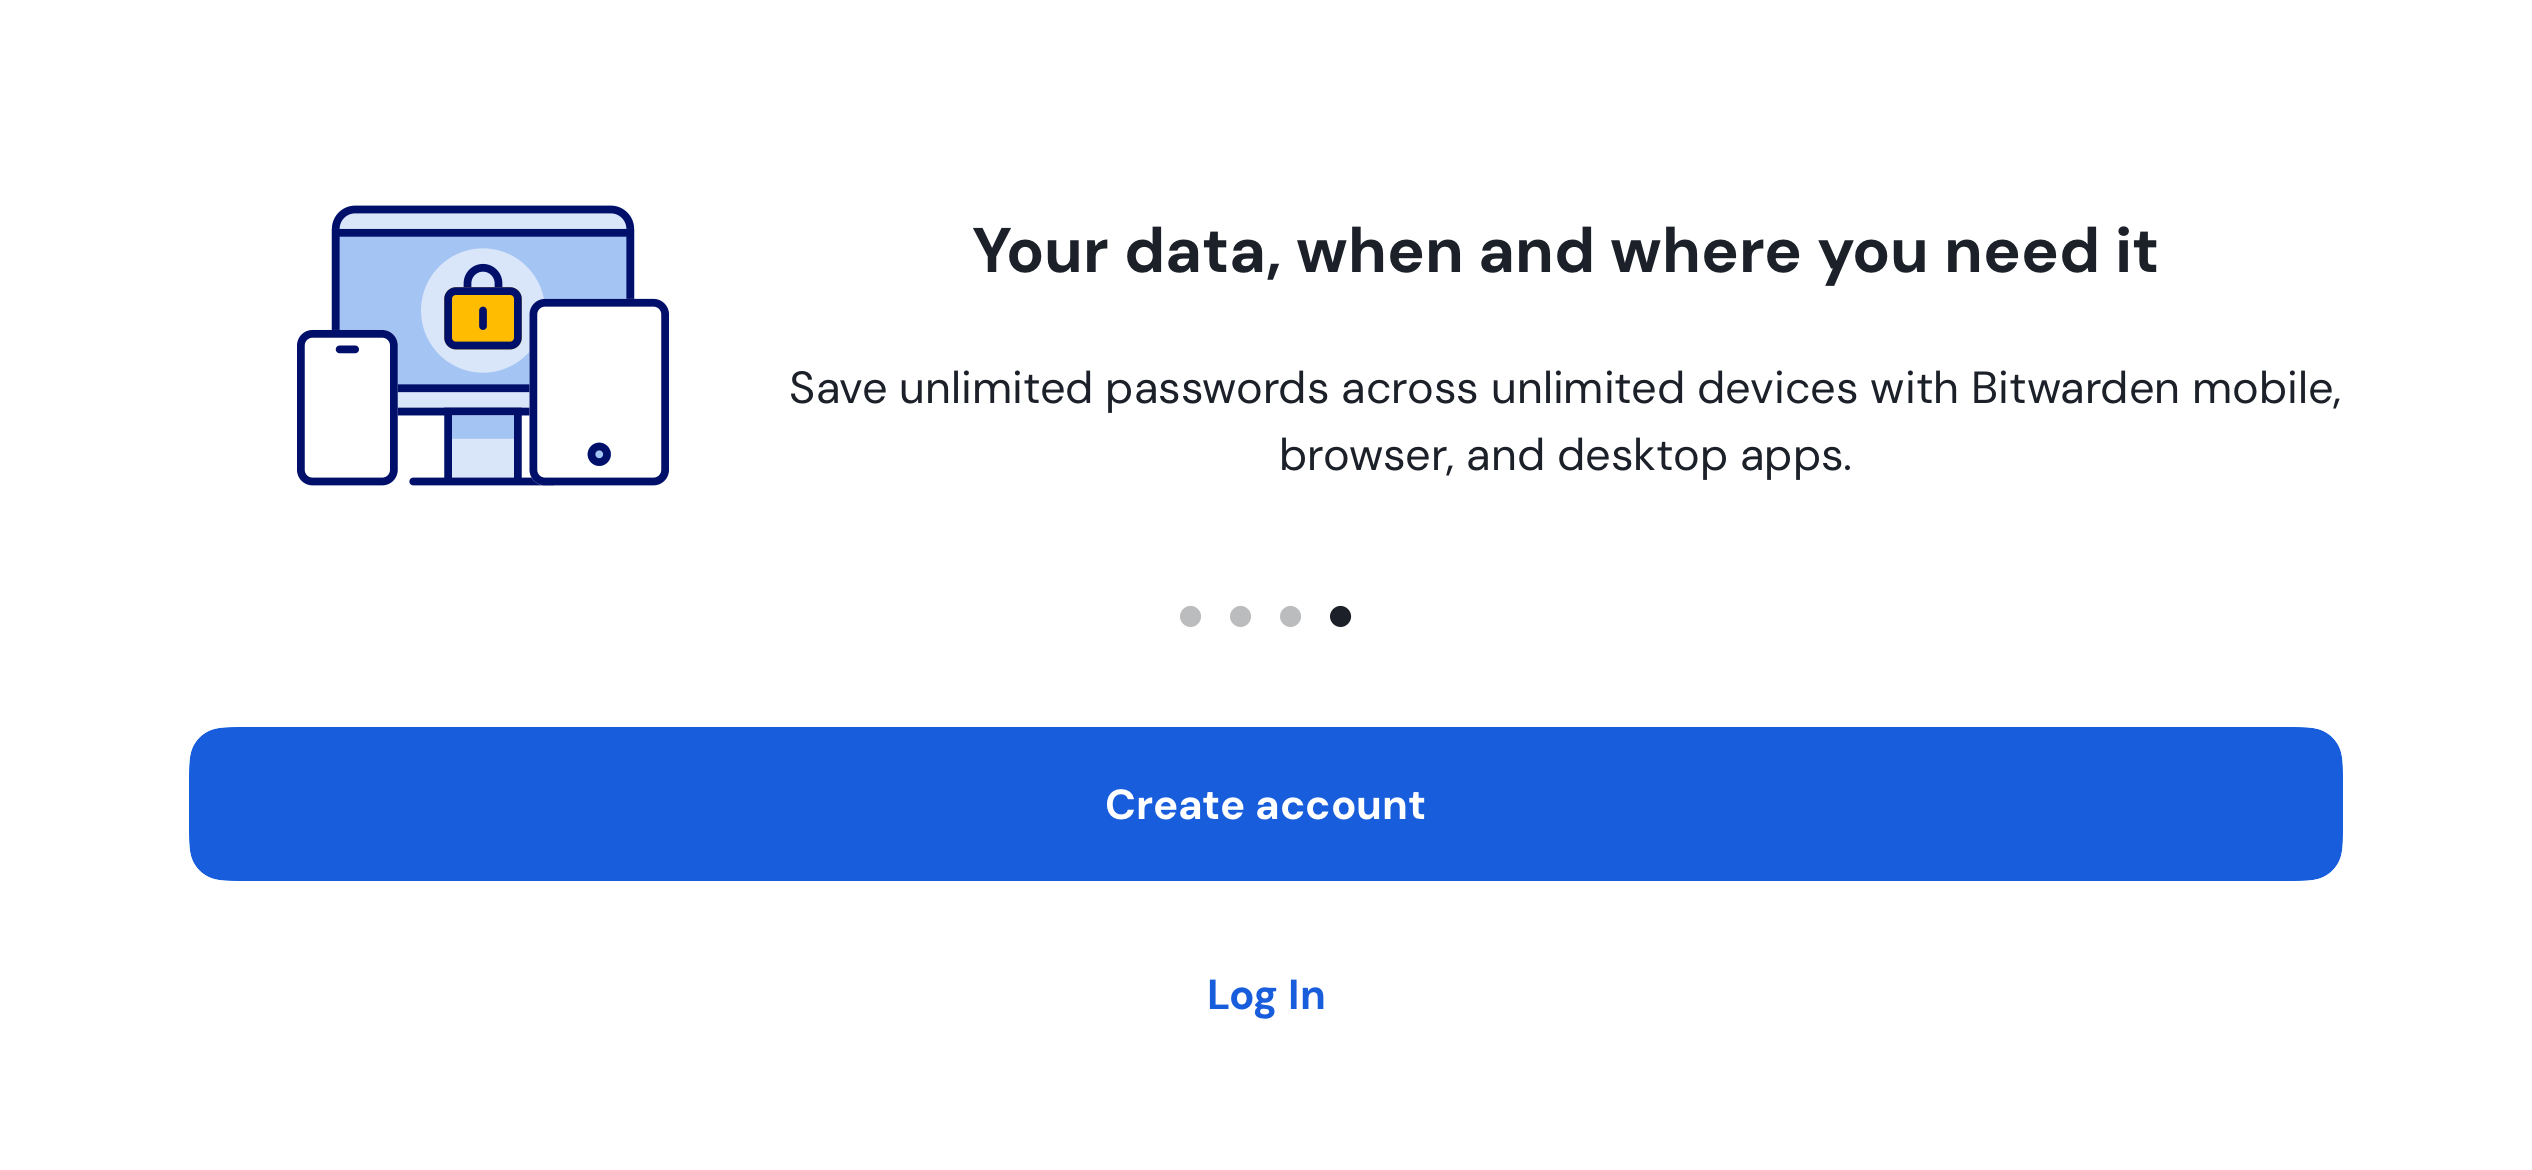 Your data, when and where you need it
Save unlimited passwords across unlimited devices with Bitwarden mobile,
browser, and desktop apps.
Create account
Log In